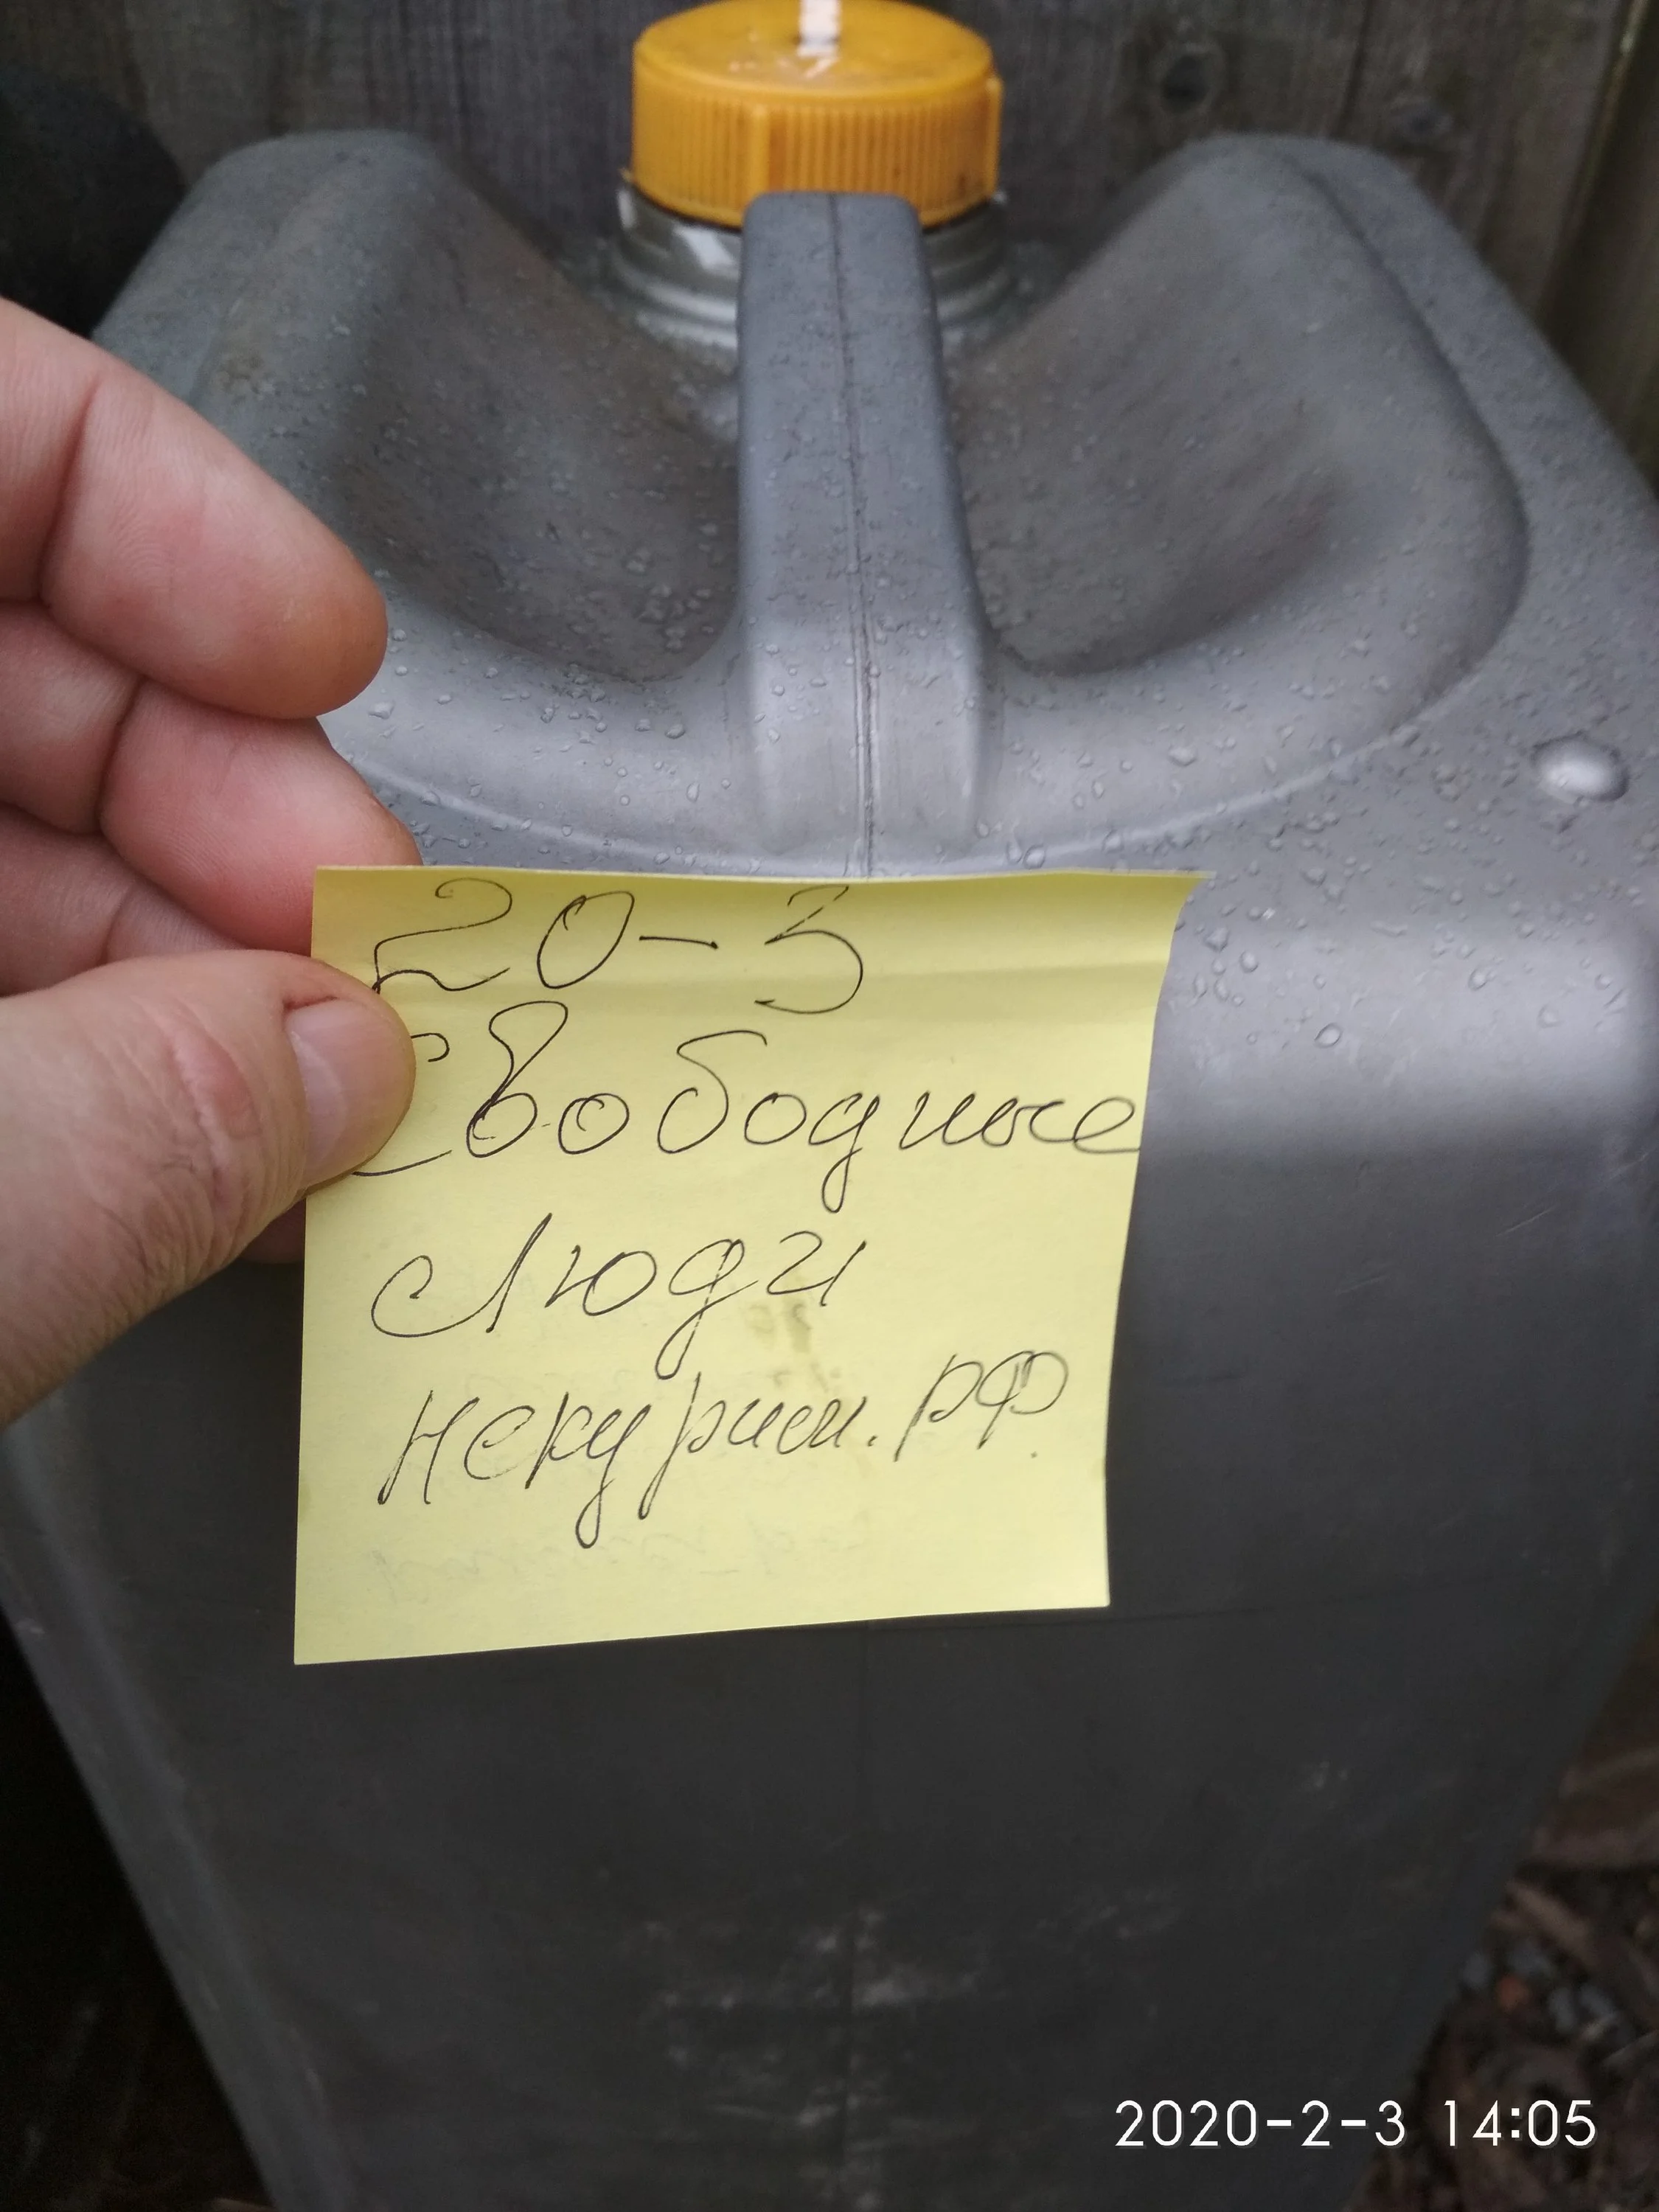 20-3
Свободные
Люди
Некурим.РФ.
2020-2-3 14:05